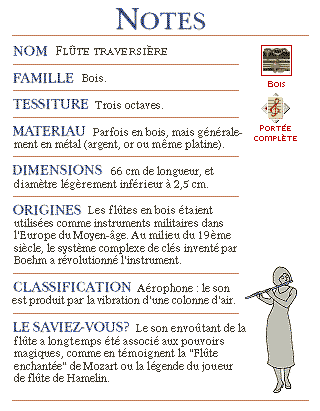 NOTES
NOM FLÛTE TRAVERSIÈRE
FAMILLE Bois.
TESSITURE Trois octaves.
MATERIAU Parfois en bois, mais générale-
ment en métal (argent, or ou même platine).
DIMENSIONS 66 cm de longueur, et
diamètre légèrement inférieur à 2,5 cm.
ORIGINES Les flûtes en bois étaient
utilisées comme instruments militaires dans
l'Europe du Moyen-âge. Au milieu du 19ème
siècle, le système complexe de clés inventé par
Boehm a révolutionné l'instrument.
CLASSIFICATION Aérophone : le son
est produit par la vibration d'une colonne d'air.
LE SAVIEZ-VOUS? Le son envoûtant de la
flûte a longtemps été associé aux pouvoirs
magiques, comme en témoignent la "Flûte
enchantée" de Mozart ou la légende du joueur
de flûte de Hamelin.
BOIS
PORTÉE
COMPLÈTE